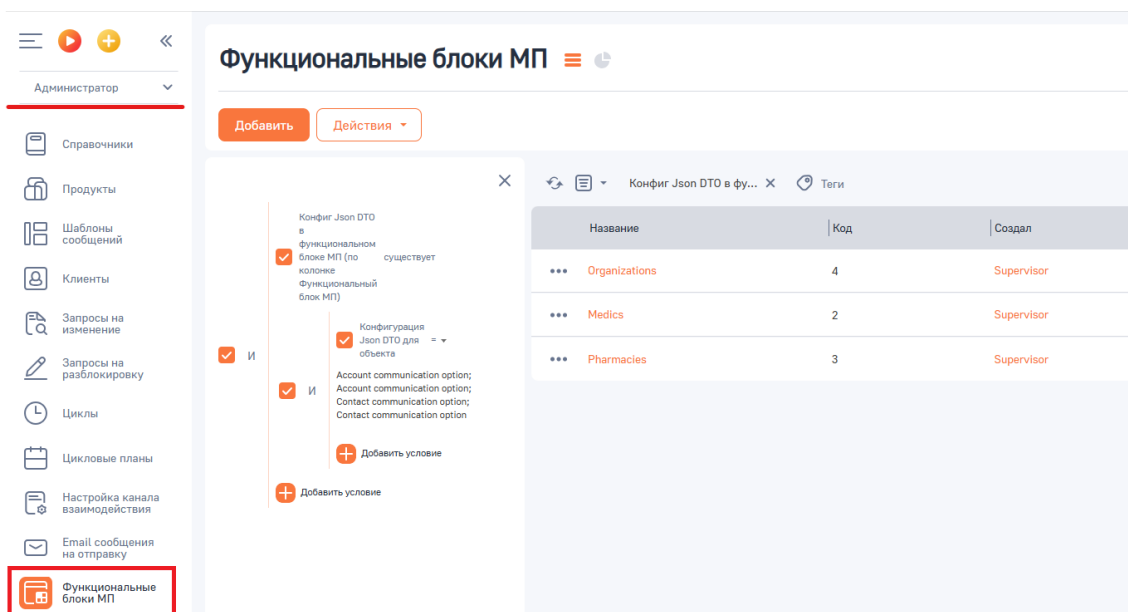 Функциональные блоки МП
Администратор
Добавить
Действия
Справочники
Продукты
Шаблоны
сообщений
Клиенты
Запросы на
изменение
Запросы на
разблокировку
Циклы
Цикловые планы
Настройка канала
взаимодействия
Email сообщения
на отправку
Функциональные
блоки МП
Конфиг Json DTO
в
функциональном
блоке МП (по существует
колонке
Функциональный
блок МП)
И
Конфигурация
Json DTO для =
объекта
И
Account communication option;
Account communication option;
Contact communication option;
Contact communication option
Добавить условие
Добавить условие
Конфиг Json DTO в фу... Теги
Название Код Создал
Organizations 4 Supervisor
Medics 2 Supervisor
Pharmacies 3 Supervisor